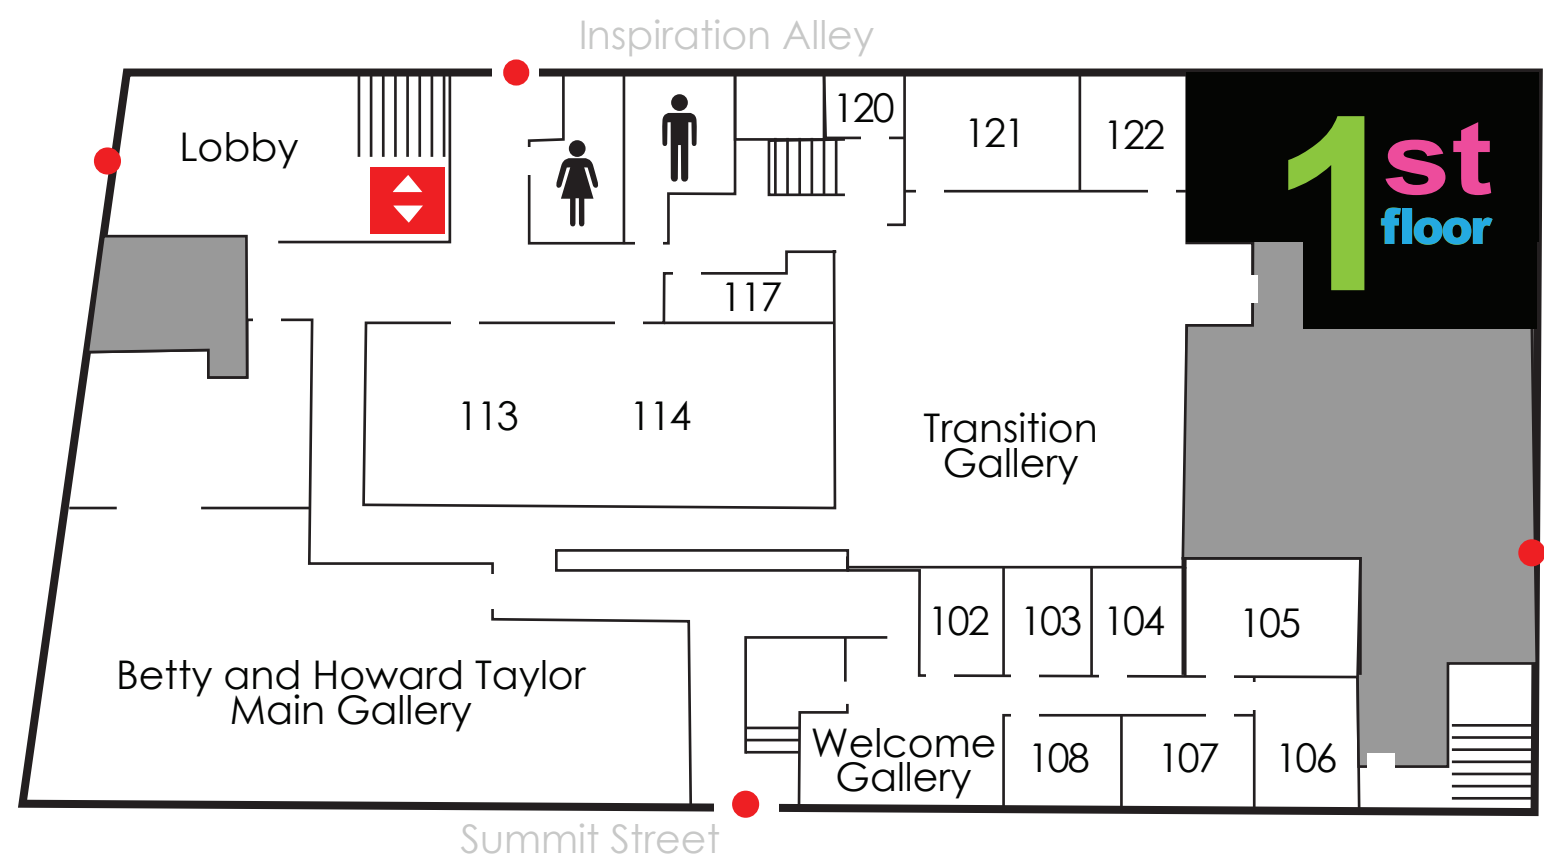 Inspiration Alley
Lobby
120
121
122
1st
floor
117
113
114
Transition
Gallery
102
103
104
105
Betty and Howard Taylor
Main Gallery
Welcome
Gallery
108
107
106
Summit Street